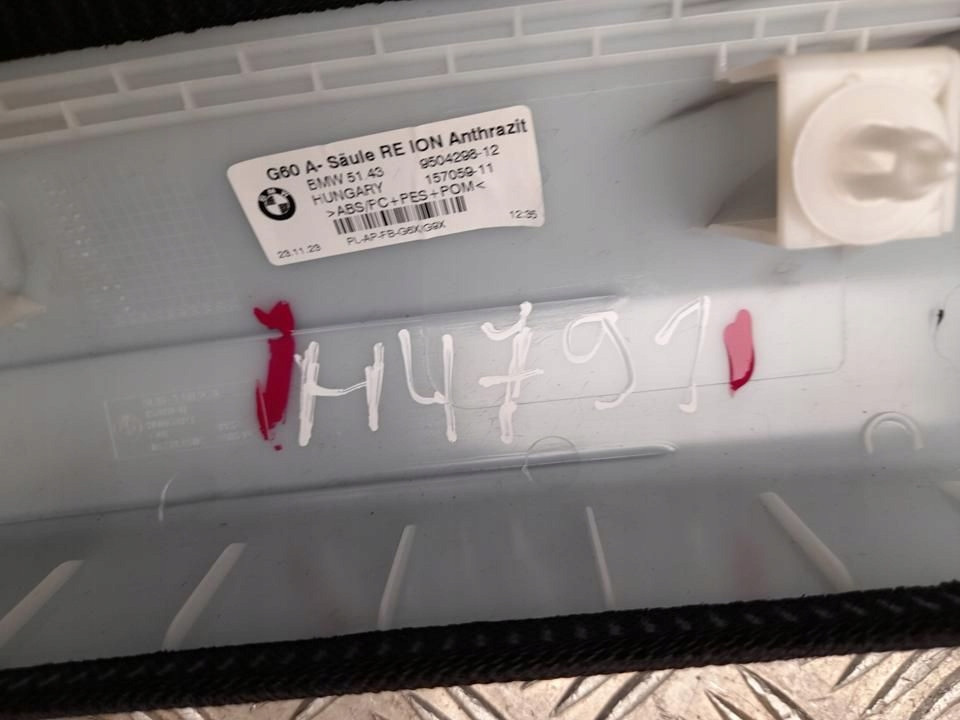 G60 A- Säule RE ION Anthrazit
BMW 51.43 9504298-12
HUNGARY 157059-11
>ABS/PC+PES+POM<
23.11.23 PL-AP-FB-G6X/G9X 12:35
H4791